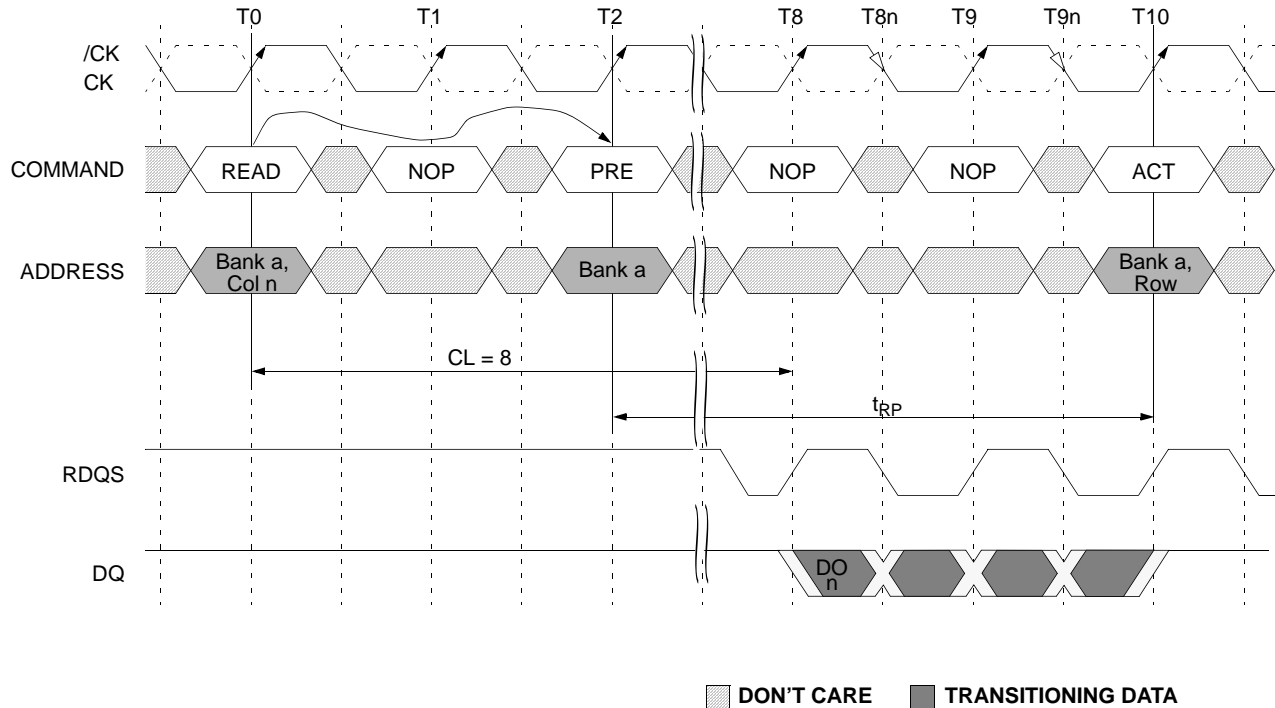 T0 T1 T2 T8 T8n T9 T9n T10
/CK
CK
COMMAND READ NOP PRE NOP NOP ACT
ADDRESS Bank a, Col n Bank a Bank a, Row
CL = 8
tRP
RDQS
DQ DO n
DON'T CARE TRANSITIONING DATA